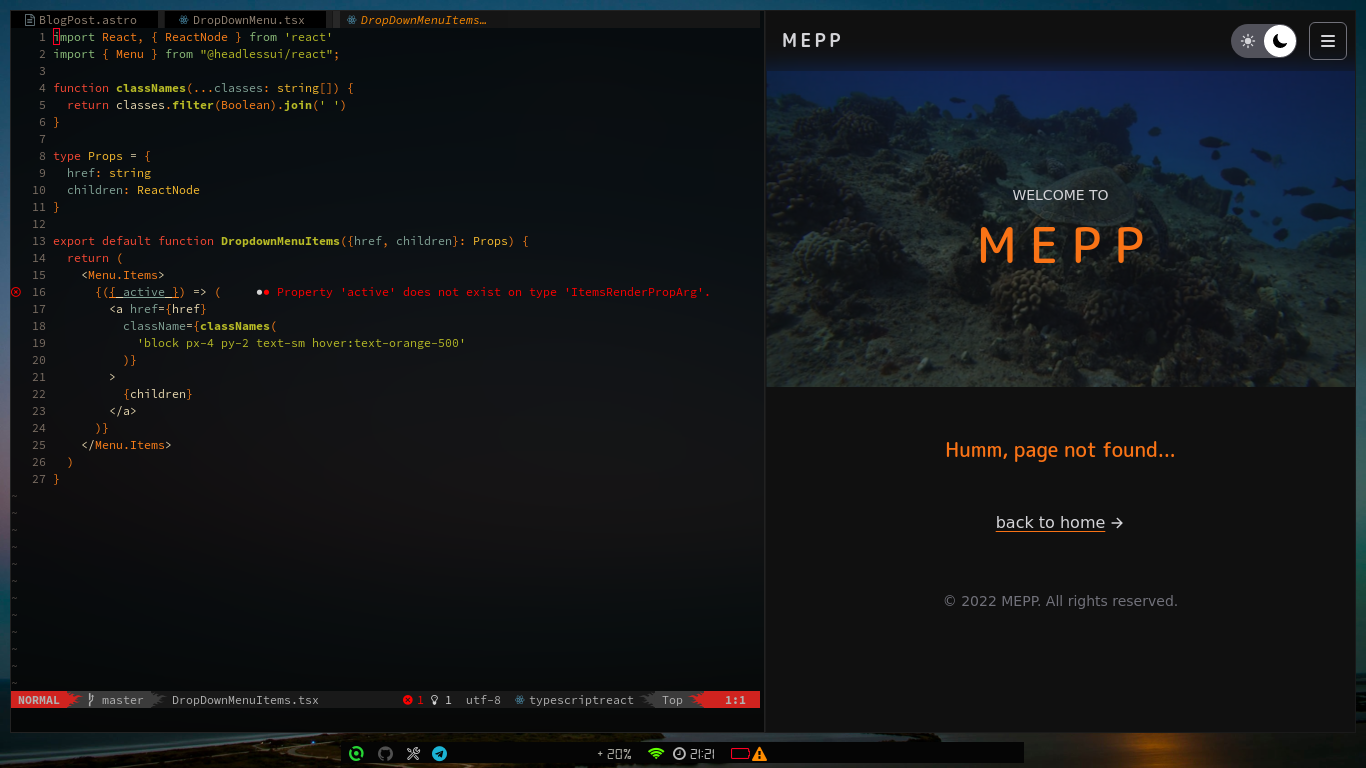 BlogPost.astro DropDownMenu.tsx DropDownMenuItems…
1 import React, { ReactNode } from 'react'
2 import { Menu } from "@headlessui/react";
3
4 function classNames(...classes: string[]) {
5 return classes.filter(Boolean).join(' ')
6 }
7
8 type Props = {
9 href: string
10 children: ReactNode
11 }
12
13 export default function DropdownMenuItems({href, children}: Props) {
14 return (
15 <Menu.Items>
16 {({ active }) => ( Property 'active' does not exist on type 'ItemsRenderPropArg'.
17 <a href={href}
18 className={classNames(
19 'block px-4 py-2 text-sm hover:text-orange-500'
20 )}
21 >
22 {children}
23 </a>
24 )}
25 </Menu.Items>
26 )
27 }
~
~
~
~
~
~
~
~
~
~
~
~
NORMAL master DropDownMenuItems.tsx 1 1 utf-8 typescriptreact Top 1:1
MEPP
WELCOME TO
MEPP
Humm, page not found...
back to home →
© 2022 MEPP. All rights reserved.
+ 20% 21:21